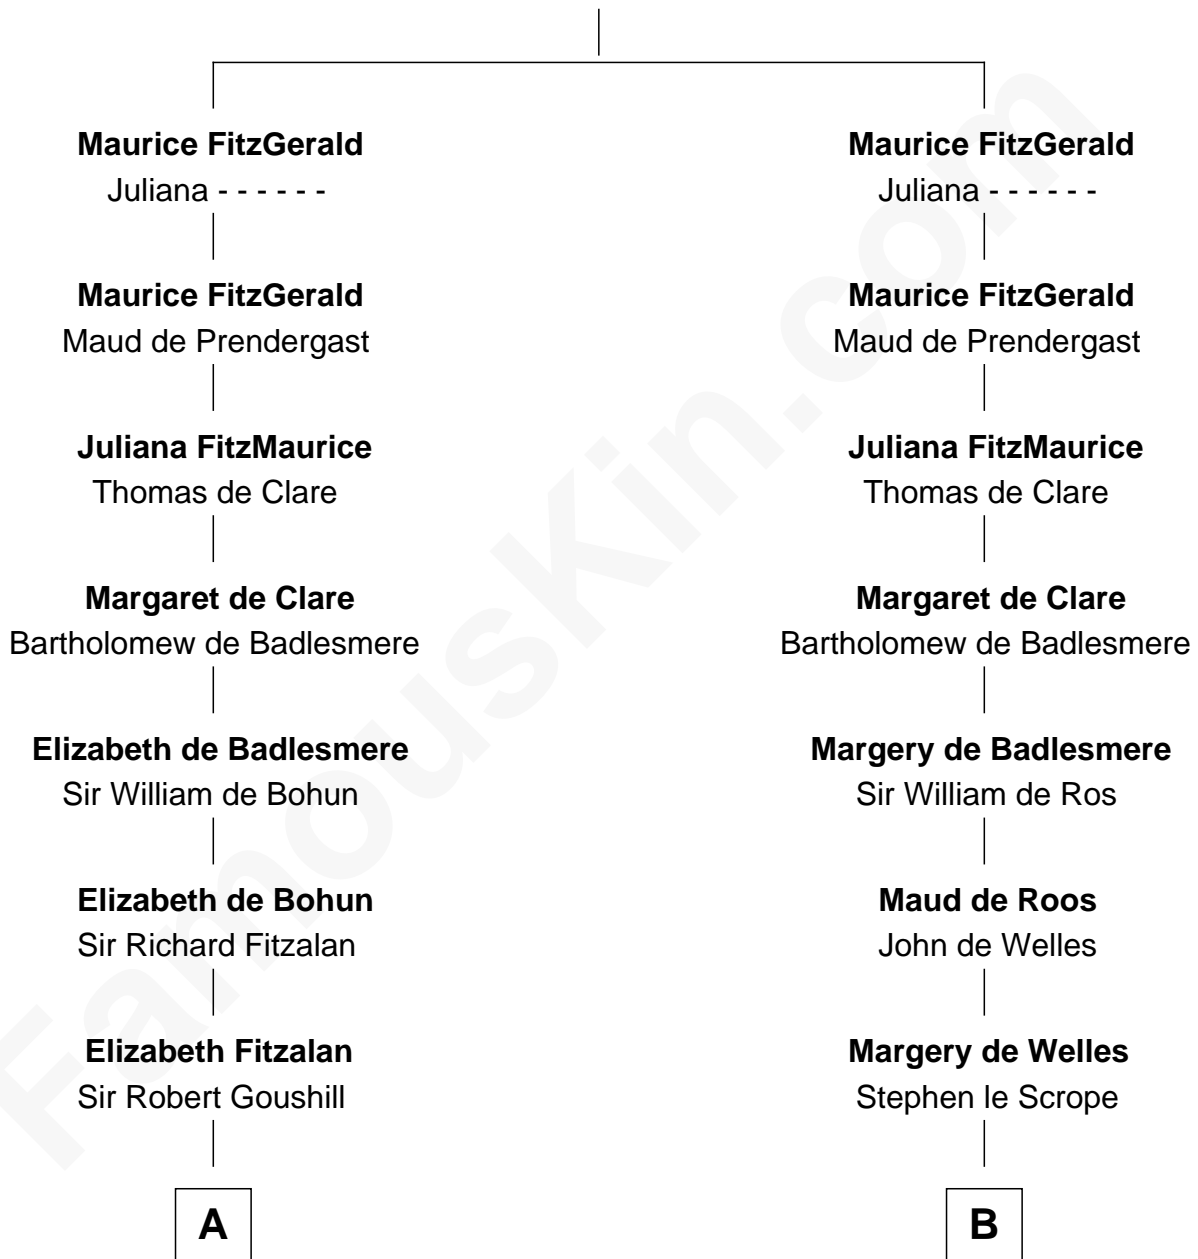 Maurice FitzGerald
Juliana - - - - - -
Maurice FitzGerald
Maud de Prendergast
Juliana FitzMaurice
Thomas de Clare
Margaret de Clare
Bartholomew de Badlesmere
Elizabeth de Badlesmere
Sir William de Bohun
Elizabeth de Bohun
Sir Richard Fitzalan
Elizabeth Fitzalan
Sir Robert Goushill
A
Maurice FitzGerald
Juliana - - - - - -
Maurice FitzGerald
Maud de Prendergast
Juliana FitzMaurice
Thomas de Clare
Margaret de Clare
Bartholomew de Badlesmere
Margery de Badlesmere
Sir William de Ros
Maud de Roos
John de Welles
Margery de Welles
Stephen le Scrope
B
FamousKin.com